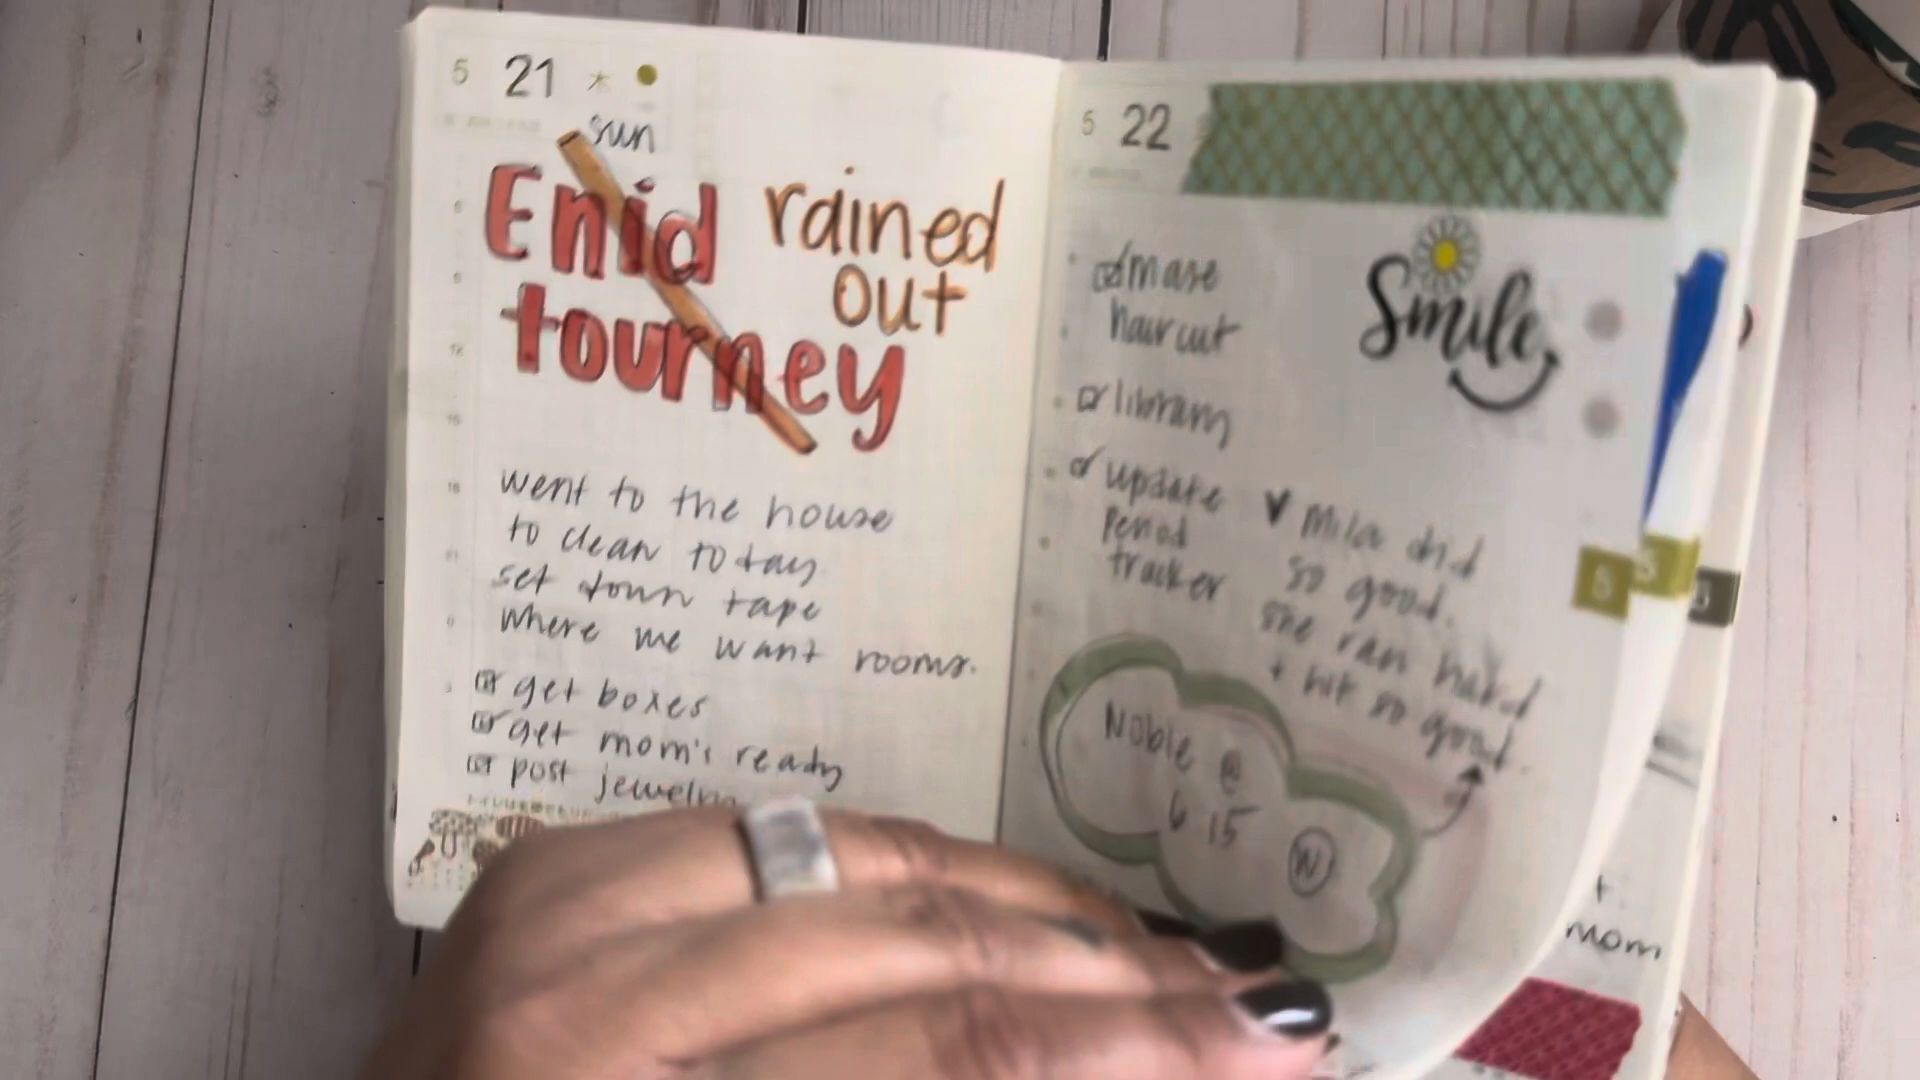 5 21
sun
Enid
tourney
rained
out
went to the house
to clean today
set down tape
where we want rooms.
get boxes
get mom's ready
post jewelry
5 22
Smile
mase
haircut
library
update
period
tracker
Mila did
so good.
she ran hard
+ hit so good.
Noble @
6 15
W
5
5
mom